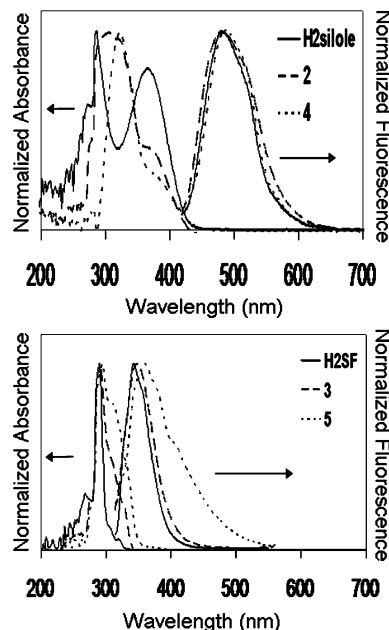 Normalized Absorbance
Normalized Fluorescence
H2silole
2
4
200 300 400 500 600 700
Wavelength (nm)
Normalized Absorbance
Normalized Fluorescence
H2SF
3
5
200 300 400 500 600 700
Wavelength (nm)